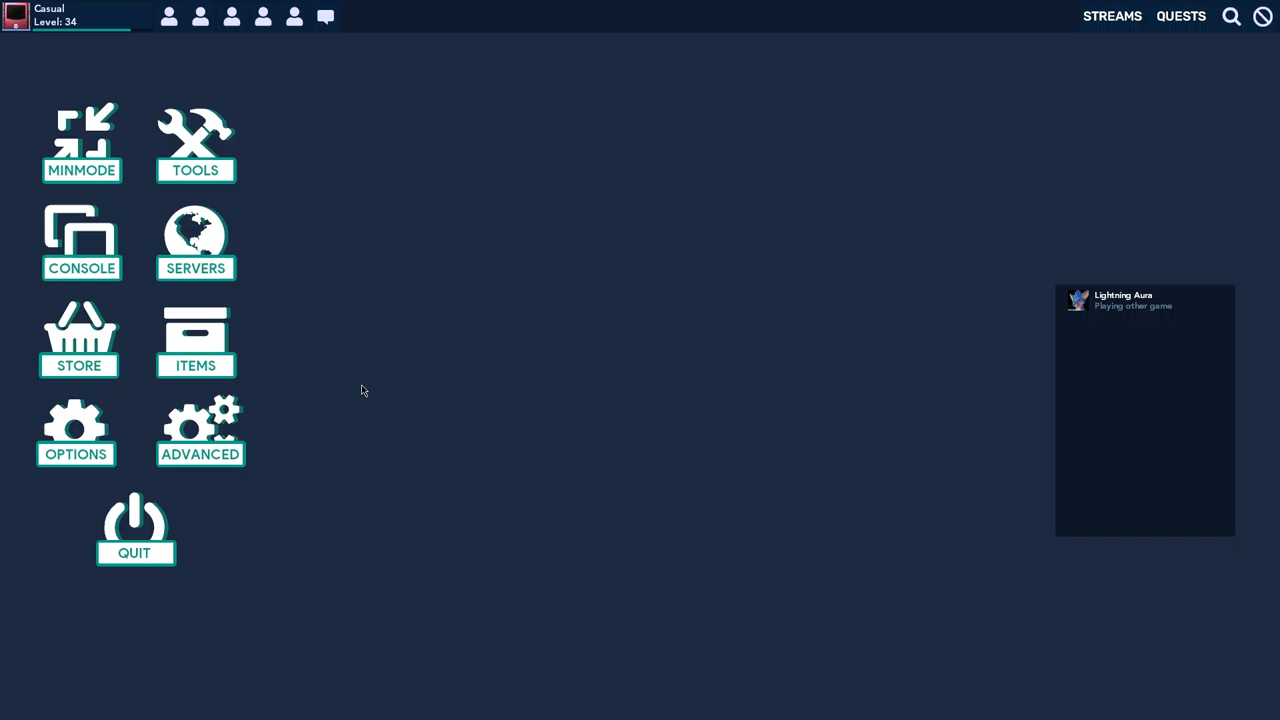 Casual
Level: 34
STREAMS
QUESTS
MINMODE
TOOLS
CONSOLE
SERVERS
STORE
ITEMS
OPTIONS
ADVANCED
QUIT
Lightning Aura
Playing other game